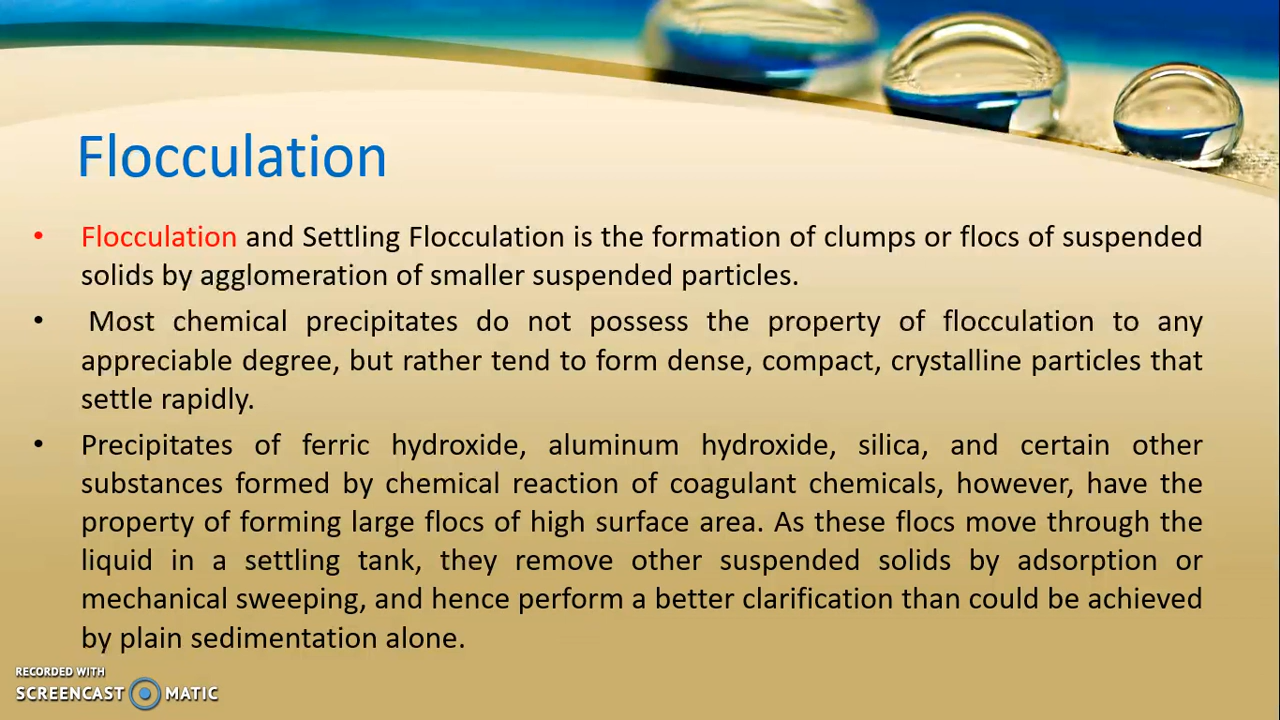 Flocculation
• Flocculation and Settling Flocculation is the formation of clumps or flocs of suspended
solids by agglomeration of smaller suspended particles.
• Most chemical precipitates do not possess the property of flocculation to any
appreciable degree, but rather tend to form dense, compact, crystalline particles that
settle rapidly.
• Precipitates of ferric hydroxide, aluminum hydroxide, silica, and certain other
substances formed by chemical reaction of coagulant chemicals, however, have the
property of forming large flocs of high surface area. As these flocs move through the
liquid in a settling tank, they remove other suspended solids by adsorption or
mechanical sweeping, and hence perform a better clarification than could be achieved
by plain sedimentation alone.
RECORDED WITH
SCREENCAST MATIC